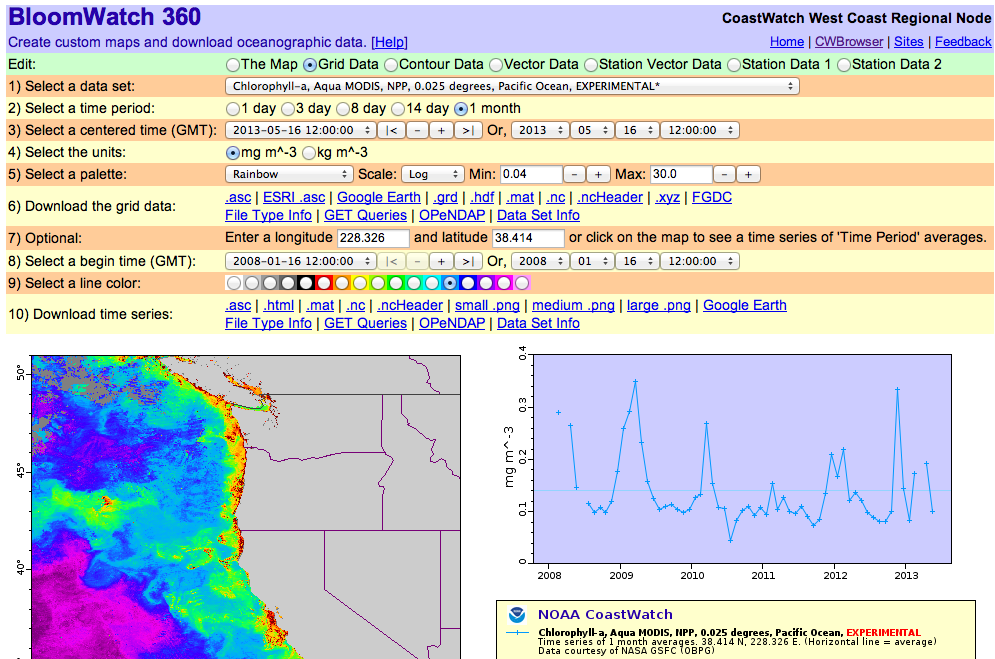 BloomWatch 360
CoastWatch West Coast Regional Node
Create custom maps and download oceanographic data. [Help]
Home | CWBrowser | Sites | Feedback
Edit: The Map Grid Data Contour Data Vector Data Station Vector Data Station Data 1 Station Data 2
1) Select a data set: Chlorophyll-a, Aqua MODIS, NPP, 0.025 degrees, Pacific Ocean, EXPERIMENTAL*
2) Select a time period: 1 day 3 day 8 day 14 day 1 month
3) Select a centered time (GMT): 2013-05-16 12:00:00 |< - + >| Or, 2013 05 16 12:00:00
4) Select the units: mg m^-3 kg m^-3
5) Select a palette: Rainbow Scale: Log Min: 0.04 - + Max: 30.0 - +
6) Download the grid data: .asc | ESRI .asc | Google Earth | .grd | .hdf | .mat | .nc | .ncHeader | .xyz | FGDC
File Type Info | GET Queries | OPeNDAP | Data Set Info
7) Optional: Enter a longitude 228.326 and latitude 38.414 or click on the map to see a time series of 'Time Period' averages.
8) Select a begin time (GMT): 2008-01-16 12:00:00 |< - + >| Or, 2008 01 16 12:00:00
9) Select a line color:
10) Download time series: .asc | .html | .mat | .nc | .ncHeader | small .png | medium .png | large .png | Google Earth
File Type Info | GET Queries | OPeNDAP | Data Set Info
50°
45°
40°
0.4
0.3
0.2
0.1
0
mg m^-3
2008 2009 2010 2011 2012 2013
NOAA CoastWatch
Chlorophyll-a, Aqua MODIS, NPP, 0.025 degrees, Pacific Ocean, EXPERIMENTAL
Time series of 1 month averages. 38.414 N, 228.326 E. (Horizontal line = average)
Data courtesy of NASA GSFC (OBPG)